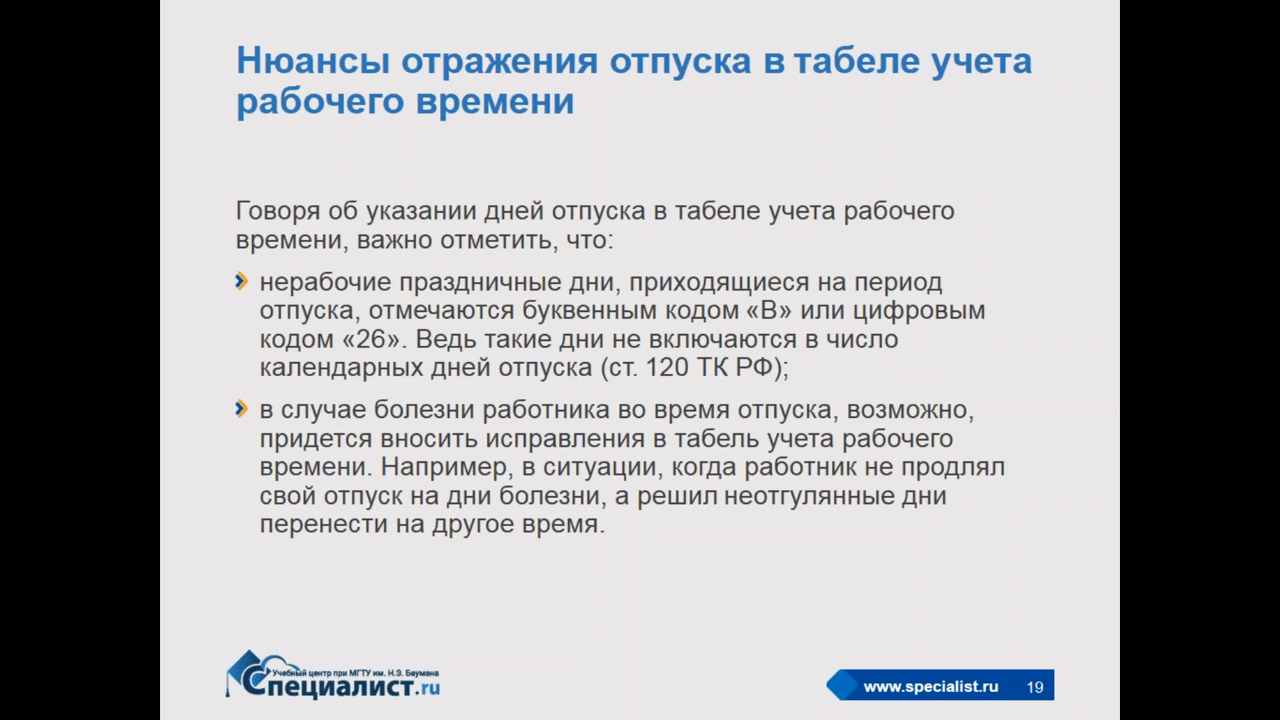 Нюансы отражения отпуска в табеле учета
рабочего времени
Говоря об указании дней отпуска в табеле учета рабочего
времени, важно отметить, что:
нерабочие праздничные дни, приходящиеся на период
отпуска, отмечаются буквенным кодом «В» или цифровым
кодом «26». Ведь такие дни не включаются в число
календарных дней отпуска (ст. 120 ТК РФ);
в случае болезни работника во время отпуска, возможно,
придется вносить исправления в табель учета рабочего
времени. Например, в ситуации, когда работник не продлял
свой отпуск на дни болезни, а решил неотгулянные дни
перенести на другое время.
Учебный центр при МГТУ им. Н.Э. Баумана
Специалист.ru
www.specialist.ru 19